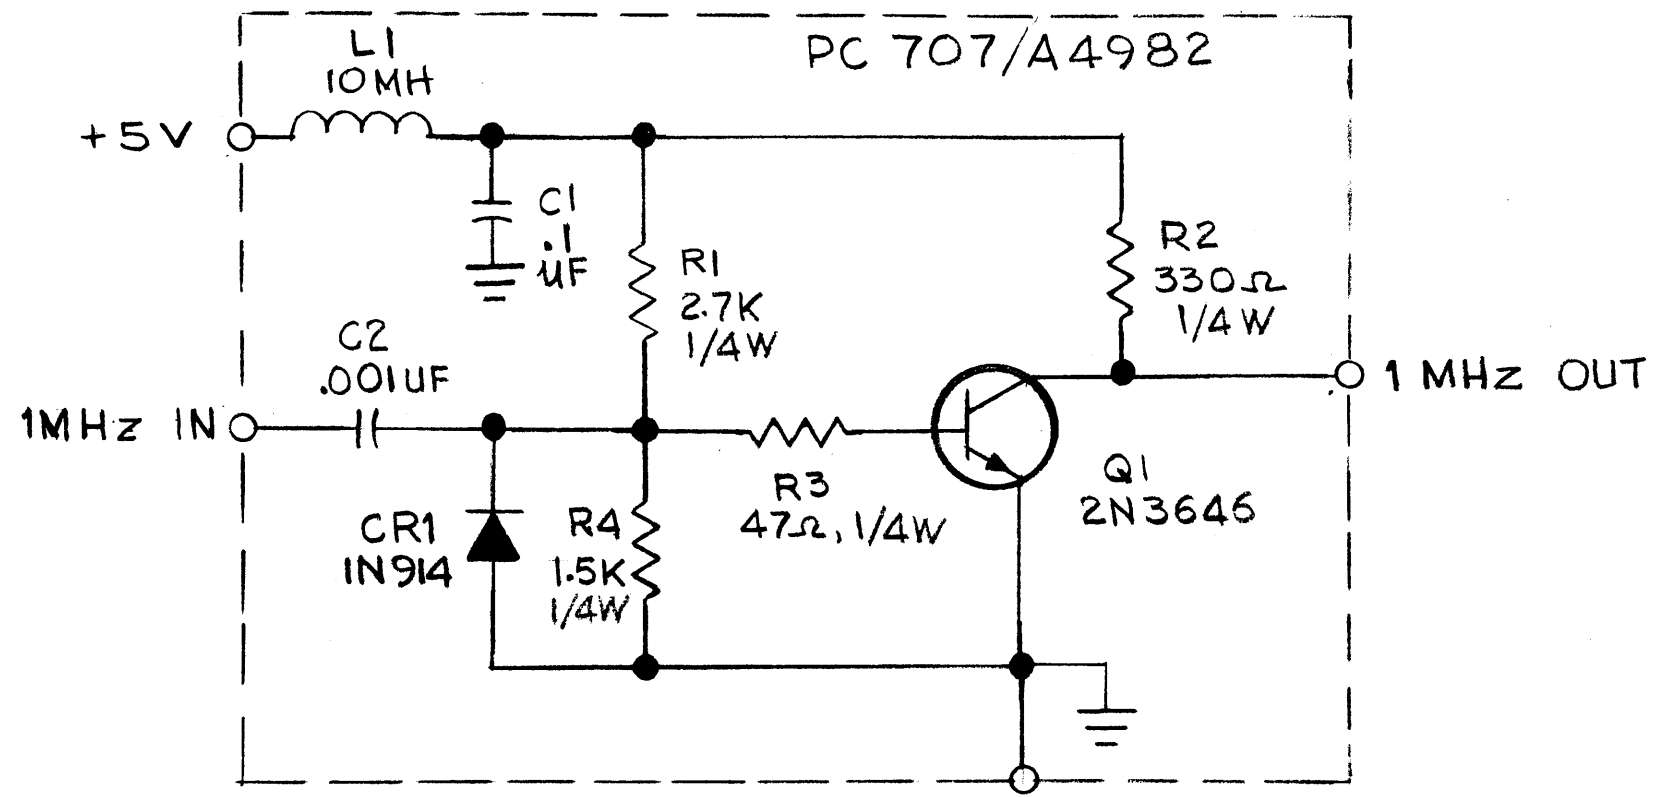 PC 707/A4982
L1
10MH
+5V
C1
.1
UF
R1
2.7K
1/4W
R2
330Ω
1/4W
C2
.001UF
1MHz IN
1 MHz OUT
R3
47Ω, 1/4W
Q1
2N3646
CR1
1N914
R4
1.5K
1/4W